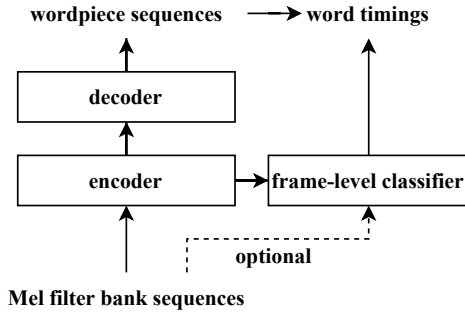 wordpiece sequences word timings
decoder
encoder frame-level classifier
optional
Mel filter bank sequences